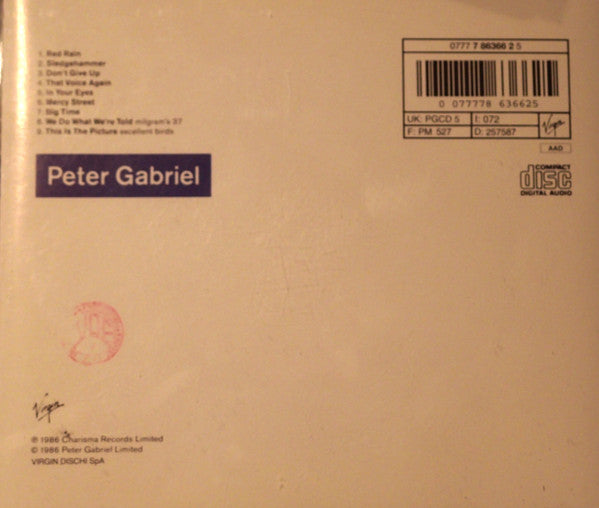 1. Red Rain
2. Sledgehammer
3. Don't Give Up
4. That Voice Again
5. In Your Eyes
6. Mercy Street
7. Big Time
8. We Do What We're Told milgram's 37
9. This Is The Picture excellent birds
Peter Gabriel
0777 7 86366 2 5
0 077778 636625
UK: PGCD 5 I: 072
F: PM 527 D: 257587
Virgin
AAD
COMPACT
disc
DIGITAL AUDIO
Virgin
℗ 1986 Charisma Records Limited
© 1986 Peter Gabriel Limited
VIRGIN DISCHI SpA